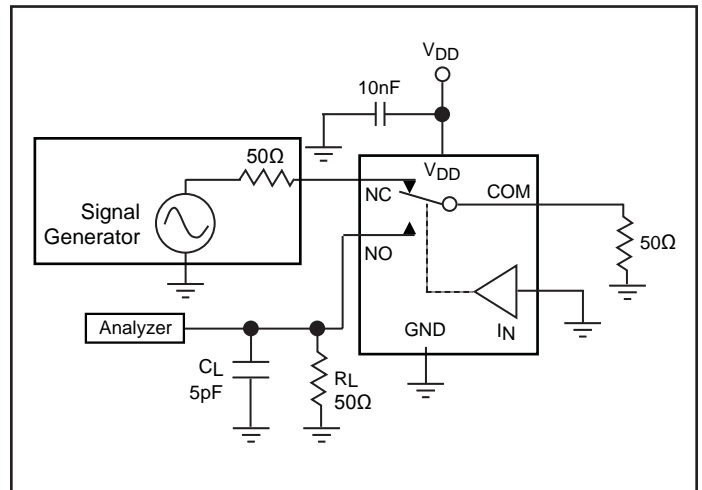 VDD
10nF
50Ω
VDD
NC
COM
Signal
Generator
NO
50Ω
Analyzer
GND
IN
CL
5pF
RL
50Ω